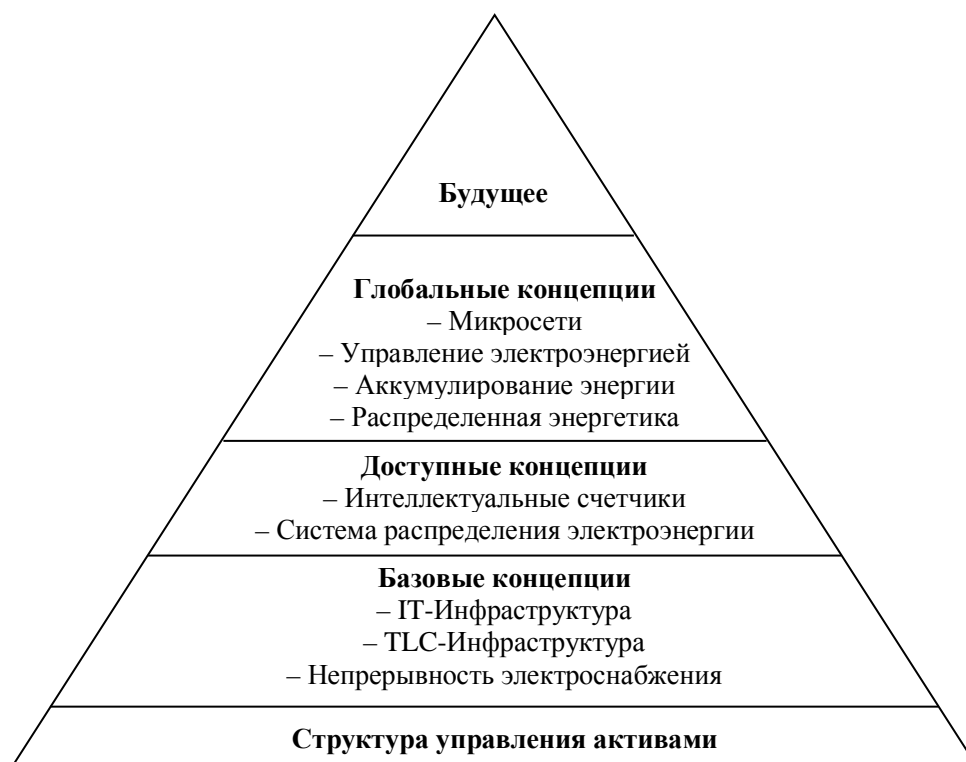 Будущее
Глобальные концепции
– Микросети
– Управление электроэнергией
– Аккумулирование энергии
– Распределенная энергетика
Доступные концепции
– Интеллектуальные счетчики
– Система распределения электроэнергии
Базовые концепции
– IT-Инфраструктура
– TLC-Инфраструктура
– Непрерывность электроснабжения
Структура управления активами